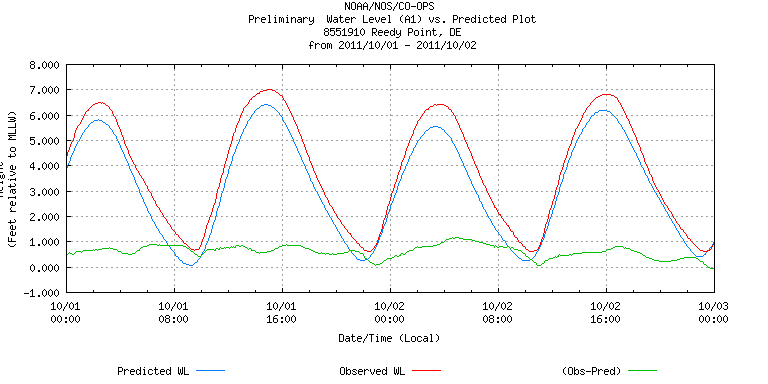 NOAA/NOS/CO-OPS
Preliminary Water Level (A1) vs. Predicted Plot
8551910 Reedy Point, DE
from 2011/10/01 - 2011/10/02
(Feet relative to MLLW)
8.000
7.000
6.000
5.000
4.000
3.000
2.000
1.000
0.000
-1.000
10/01 10/01 10/01 10/02 10/02 10/02 10/03
00:00 08:00 16:00 00:00 08:00 16:00 00:00
Date/Time (Local)
Predicted WL Observed WL (Obs-Pred)